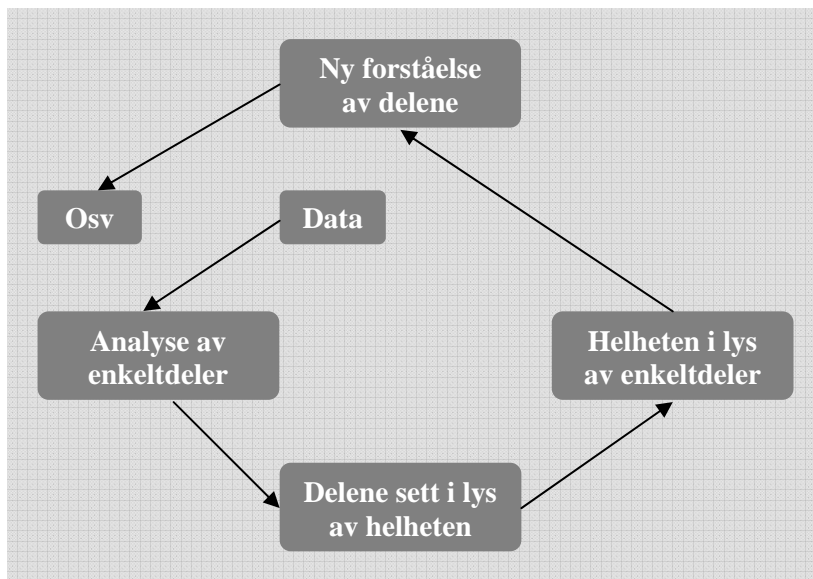 Ny forståelse
av delene
Osv
Data
Analyse av
enkeltdeler
Helheten i lys
av enkeltdeler
Delene sett i lys
av helheten